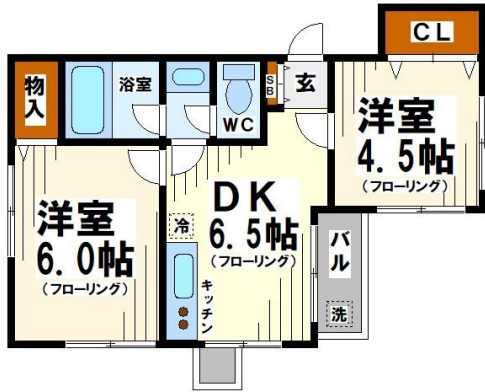 CL
物入
浴室
WC
SB
玄
洋室
4.5帖
(フローリング)
洋室
6.0帖
(フローリング)
DK
6.5帖
(フローリング)
冷
キッチン
バル
洗